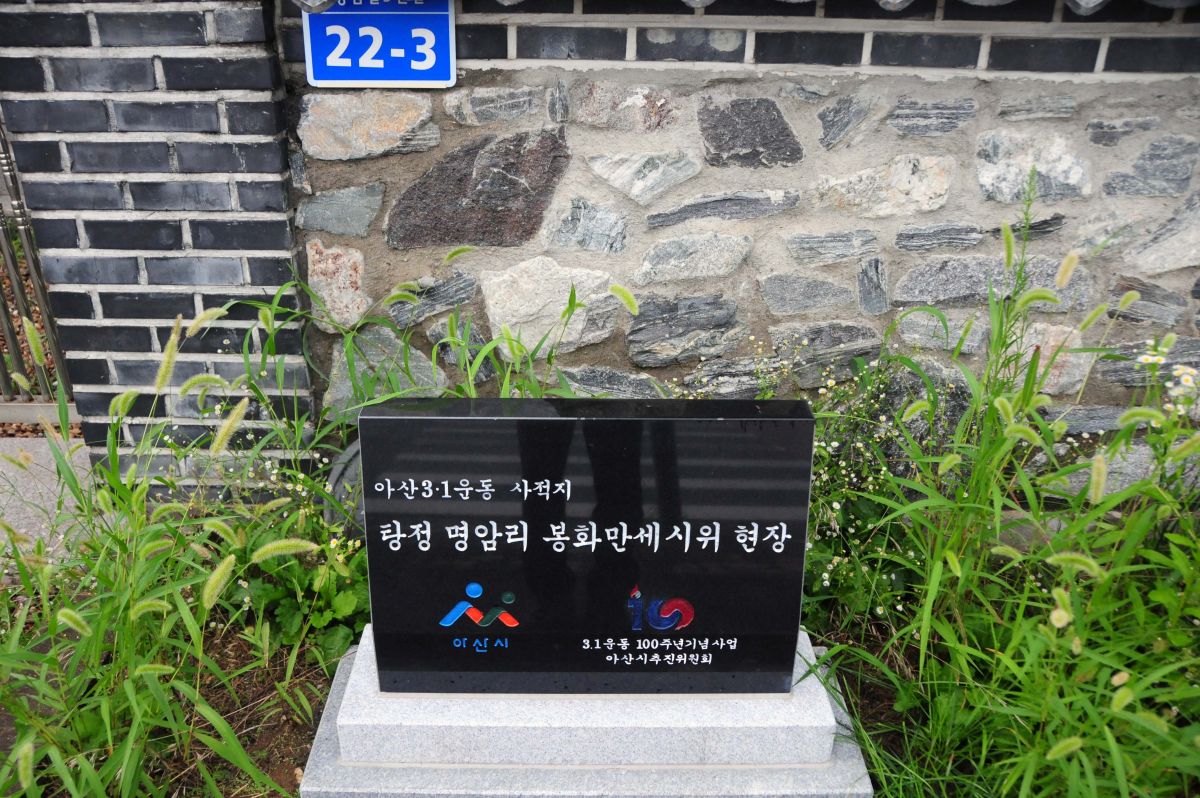 22-3
아산3·1운동 사적지
탕정 명암리 봉화만세시위 현장
아산시
100
3.1운동 100주년기념사업
아산시추진위원회